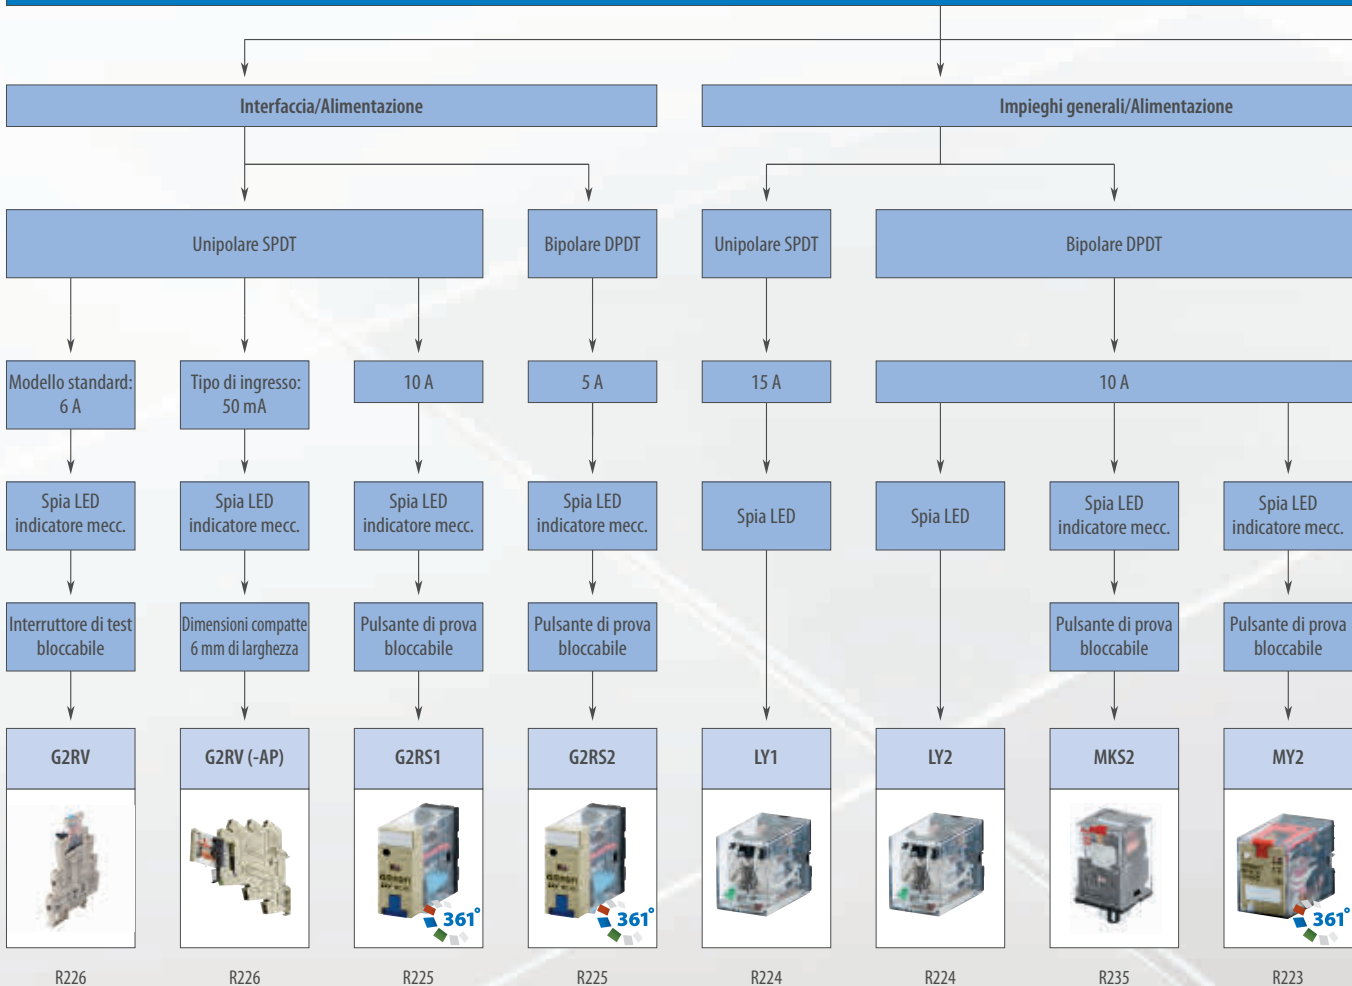 Interfaccia/Alimentazione
Impieghi generali/Alimentazione
Unipolare SPDT
Bipolare DPDT
Unipolare SPDT
Bipolare DPDT
Modello standard:
6 A
Tipo di ingresso:
50 mA
10 A
5 A
15 A
10 A
Spia LED
indicatore mecc.
Spia LED
indicatore mecc.
Spia LED
indicatore mecc.
Spia LED
indicatore mecc.
Spia LED
Spia LED
Spia LED
indicatore mecc.
Spia LED
indicatore mecc.
Interruttore di test
bloccabile
Dimensioni compatte
6 mm di larghezza
Pulsante di prova
bloccabile
Pulsante di prova
bloccabile
Pulsante di prova
bloccabile
Pulsante di prova
bloccabile
G2RV
G2RV (-AP)
G2RS1
G2RS2
LY1
LY2
MKS2
MY2
361°
361°
361°
R226
R226
R225
R225
R224
R224
R235
R223